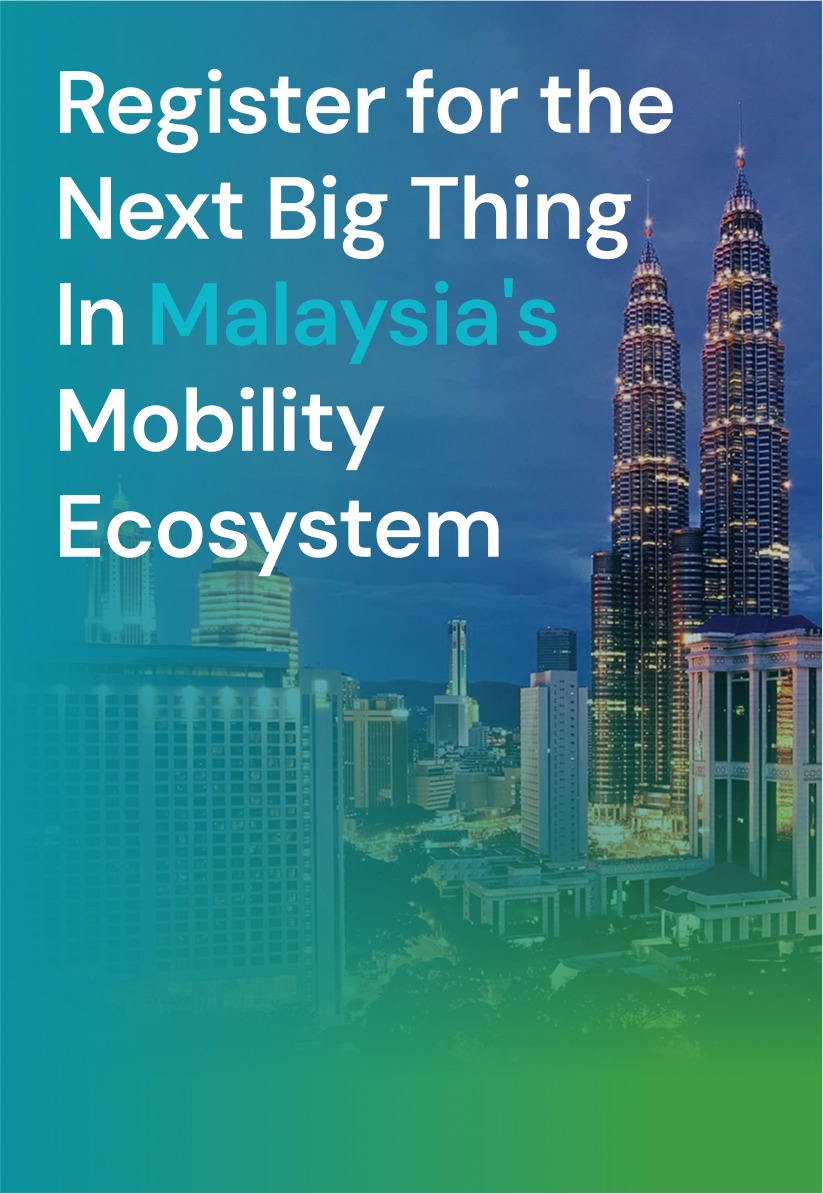 Register for the
Next Big Thing
In Malaysia's
Mobility
Ecosystem